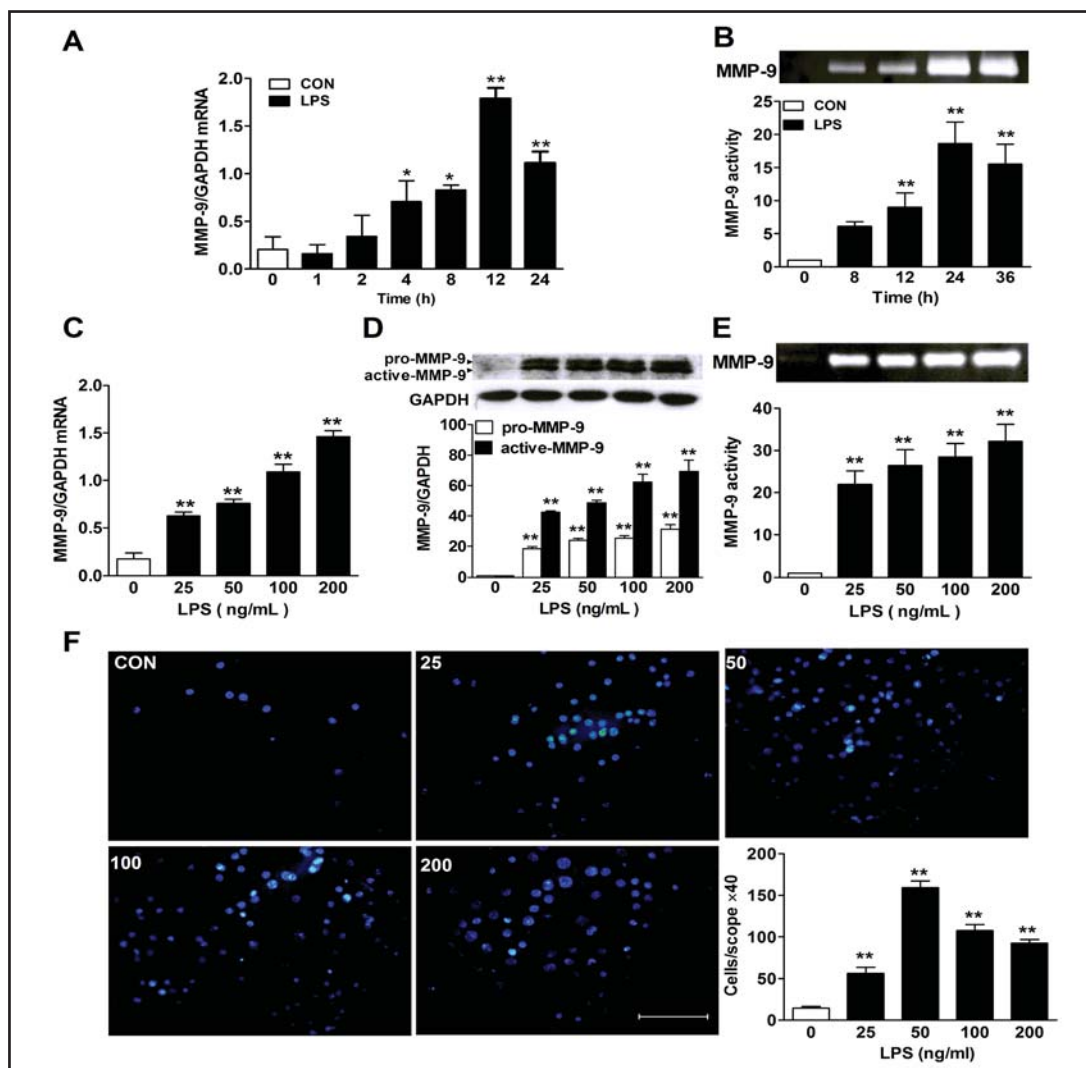 A
MMP-9/GAPDH mRNA
2.0
1.5
1.0
0.5
0.0
CON
LPS
* * ** **
0 1 2 4 8 12 24
Time (h)
B
MMP-9
MMP-9 activity
25
20
15
10
5
0
CON
LPS
** ** **
0 8 12 24 36
Time (h)
C
MMP-9/GAPDH mRNA
2.0
1.5
1.0
0.5
0.0
** ** ** **
0 25 50 100 200
LPS ( ng/mL )
D
pro-MMP-9
active-MMP-9
GAPDH
MMP-9/GAPDH
100
80
60
40
20
0
pro-MMP-9
active-MMP-9
** ** ** ** ** ** ** **
0 25 50 100 200
LPS ( ng/mL )
E
MMP-9
MMP-9 activity
40
30
20
10
0
** ** ** **
0 25 50 100 200
LPS ( ng/mL )
F
CON
25
50
100
200
Cells/scope ×40
200
150
100
50
0
** ** ** **
0 25 50 100 200
LPS (ng/ml)